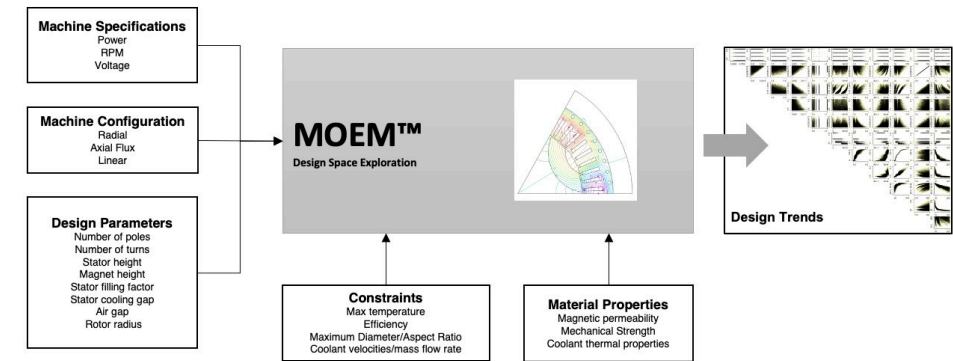 Machine Specifications
Power
RPM
Voltage
Machine Configuration
Radial
Axial Flux
Linear
Design Parameters
Number of poles
Number of turns
Stator height
Magnet height
Stator filling factor
Stator cooling gap
Air gap
Rotor radius
MOEM™
Design Space Exploration
Constraints
Max temperature
Efficiency
Maximum Diameter/Aspect Ratio
Coolant velocities/mass flow rate
Material Properties
Magnetic permeability
Mechanical Strength
Coolant thermal properties
Design Trends